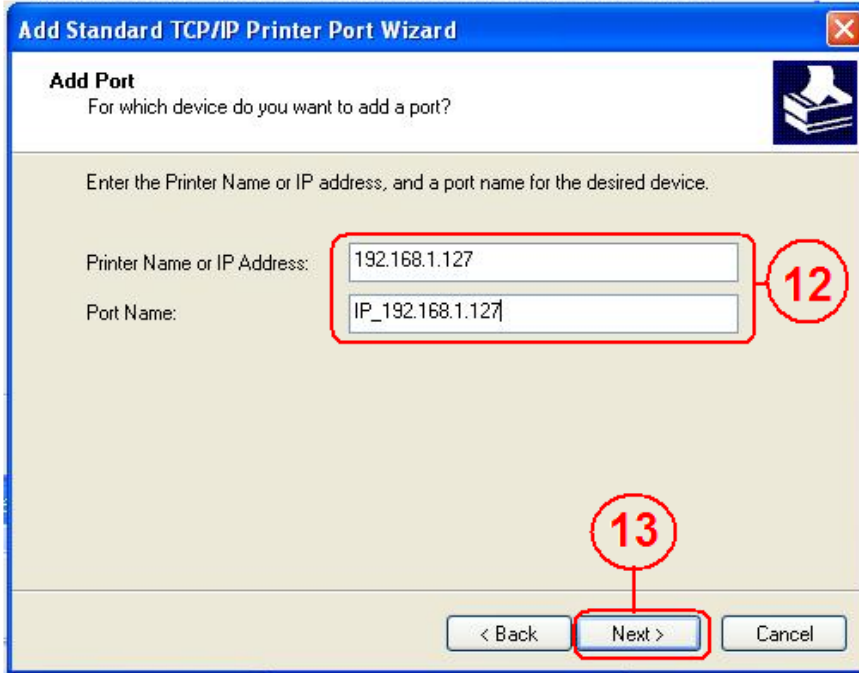 Add Standard TCP/IP Printer Port Wizard
Add Port
For which device do you want to add a port?
Enter the Printer Name or IP address, and a port name for the desired device.
Printer Name or IP Address: 192.168.1.127
Port Name: IP_192.168.1.127
12
13
< Back Next > Cancel